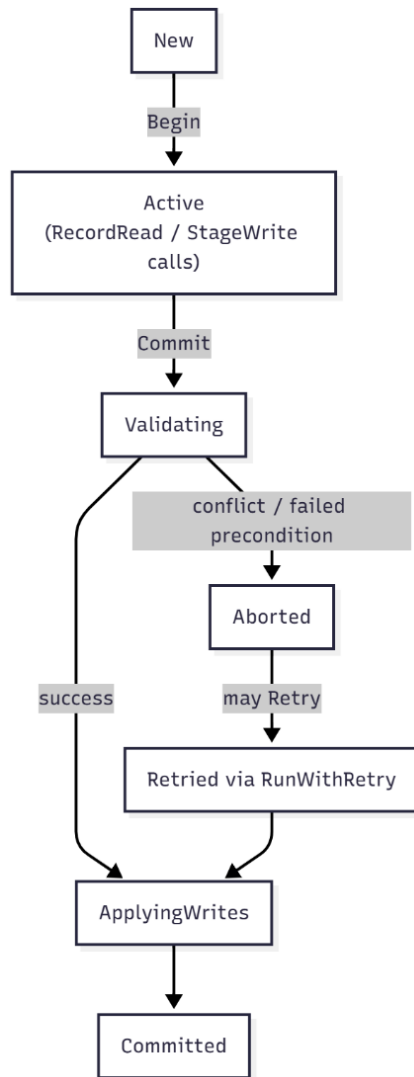 New
Begin
Active
(RecordRead / StageWrite
calls)
Commit
Validating
conflict / failed
precondition
Aborted
success
may Retry
Retried via RunWithRetry
ApplyingWrites
Committed